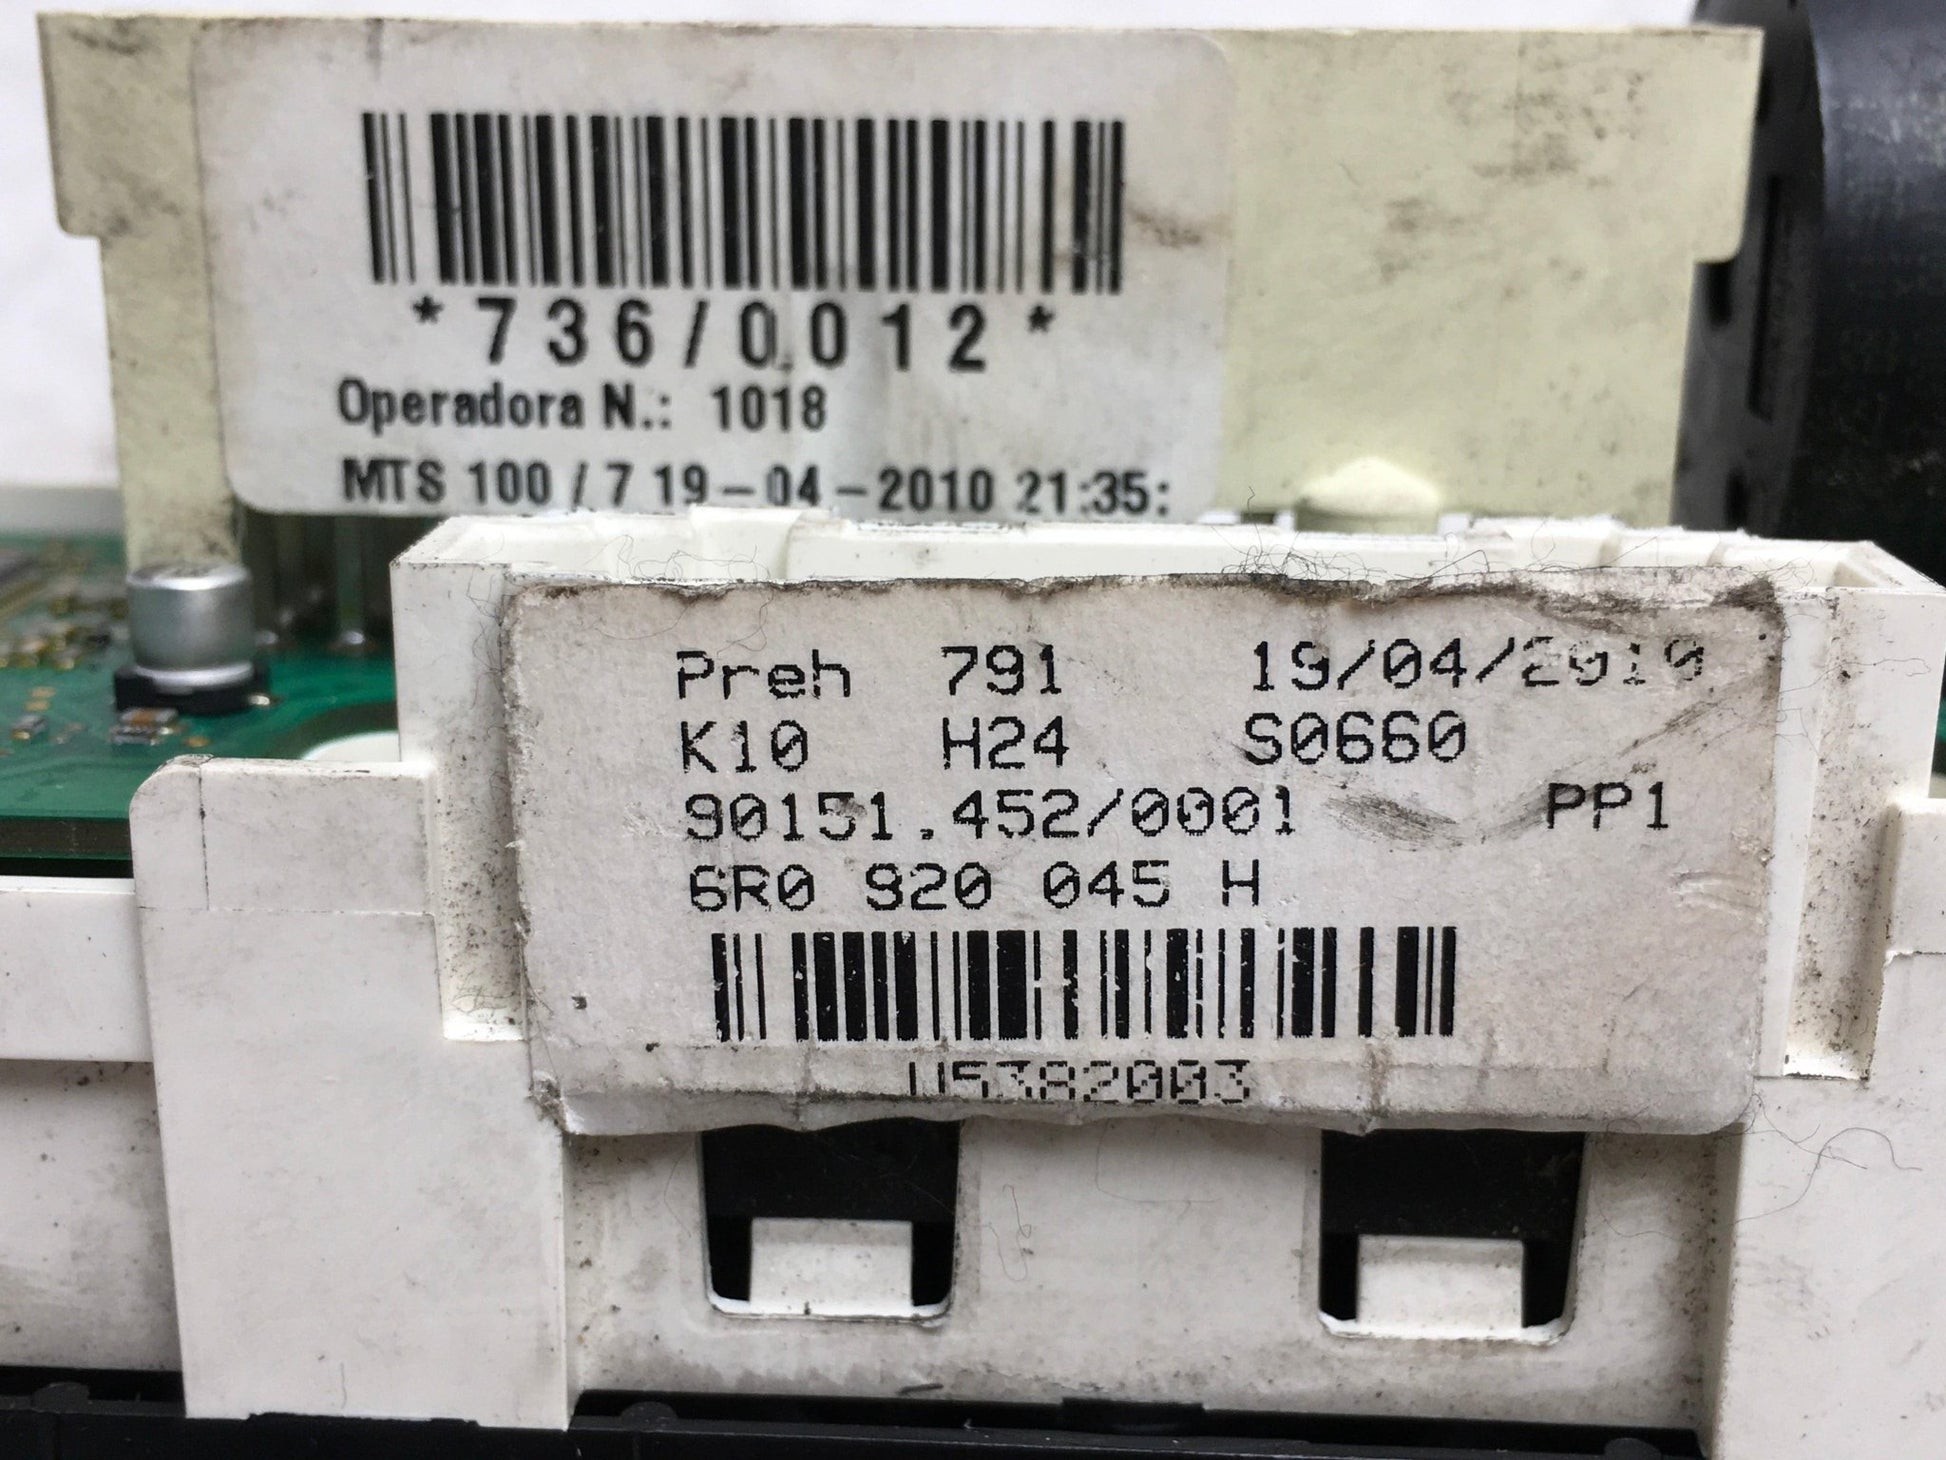 *736/0012*
Operadora N.: 1018
MTS 100 / 7 19-04-2010 21:35:
Preh 791 19/04/2010
K10 H24 S0660
90151.452/0001 PP1
6R0 920 045 H
U5382003